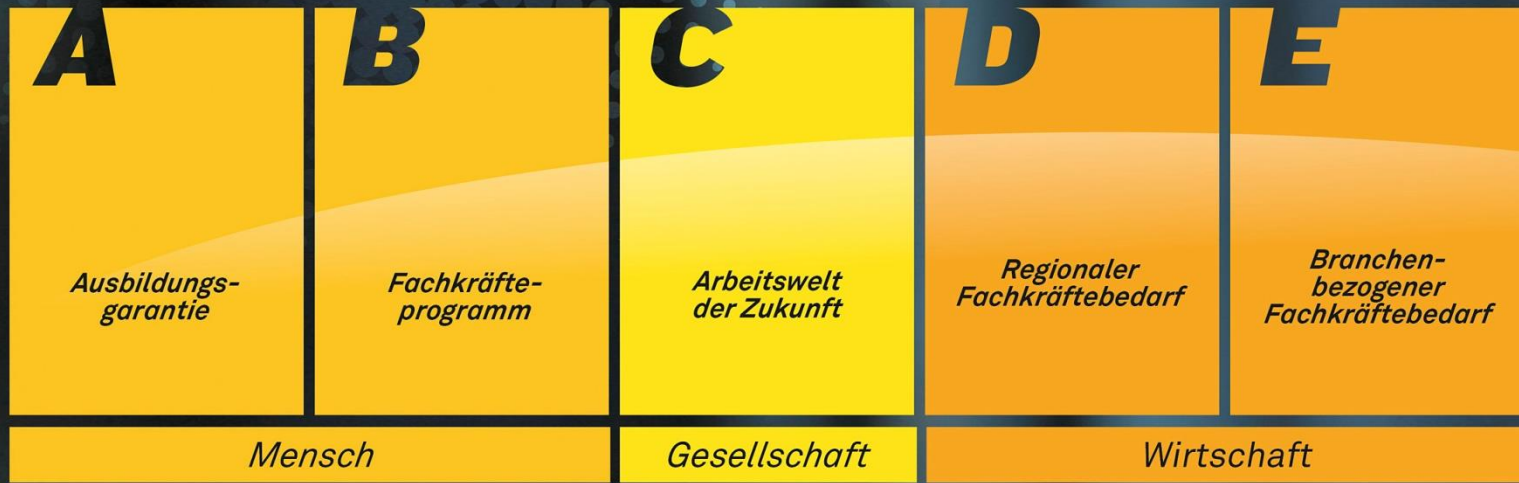 A
B
C
D
E
Ausbildungs-
garantie
Fachkräfte-
programm
Arbeitswelt
der Zukunft
Regionaler
Fachkräftebedarf
Branchen-
bezogener
Fachkräftebedarf
Mensch
Gesellschaft
Wirtschaft